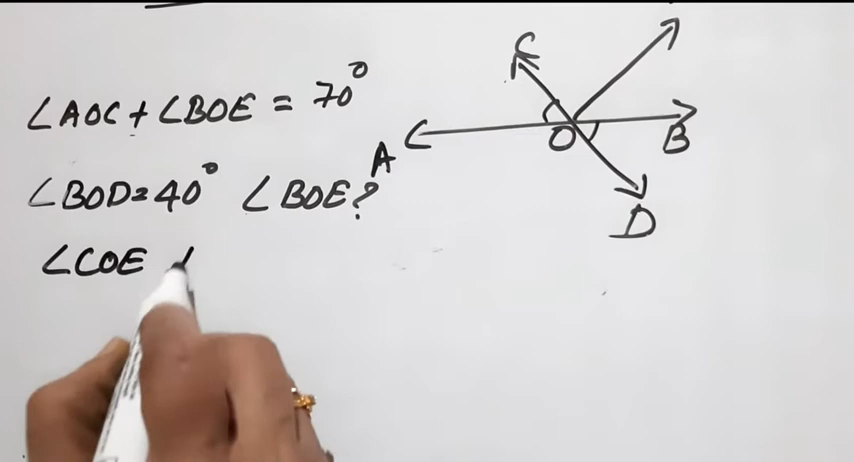 ∠AOC + ∠BOE = 70°
∠BOD = 40° ∠BOE?
∠COE
C
A
O
B
D